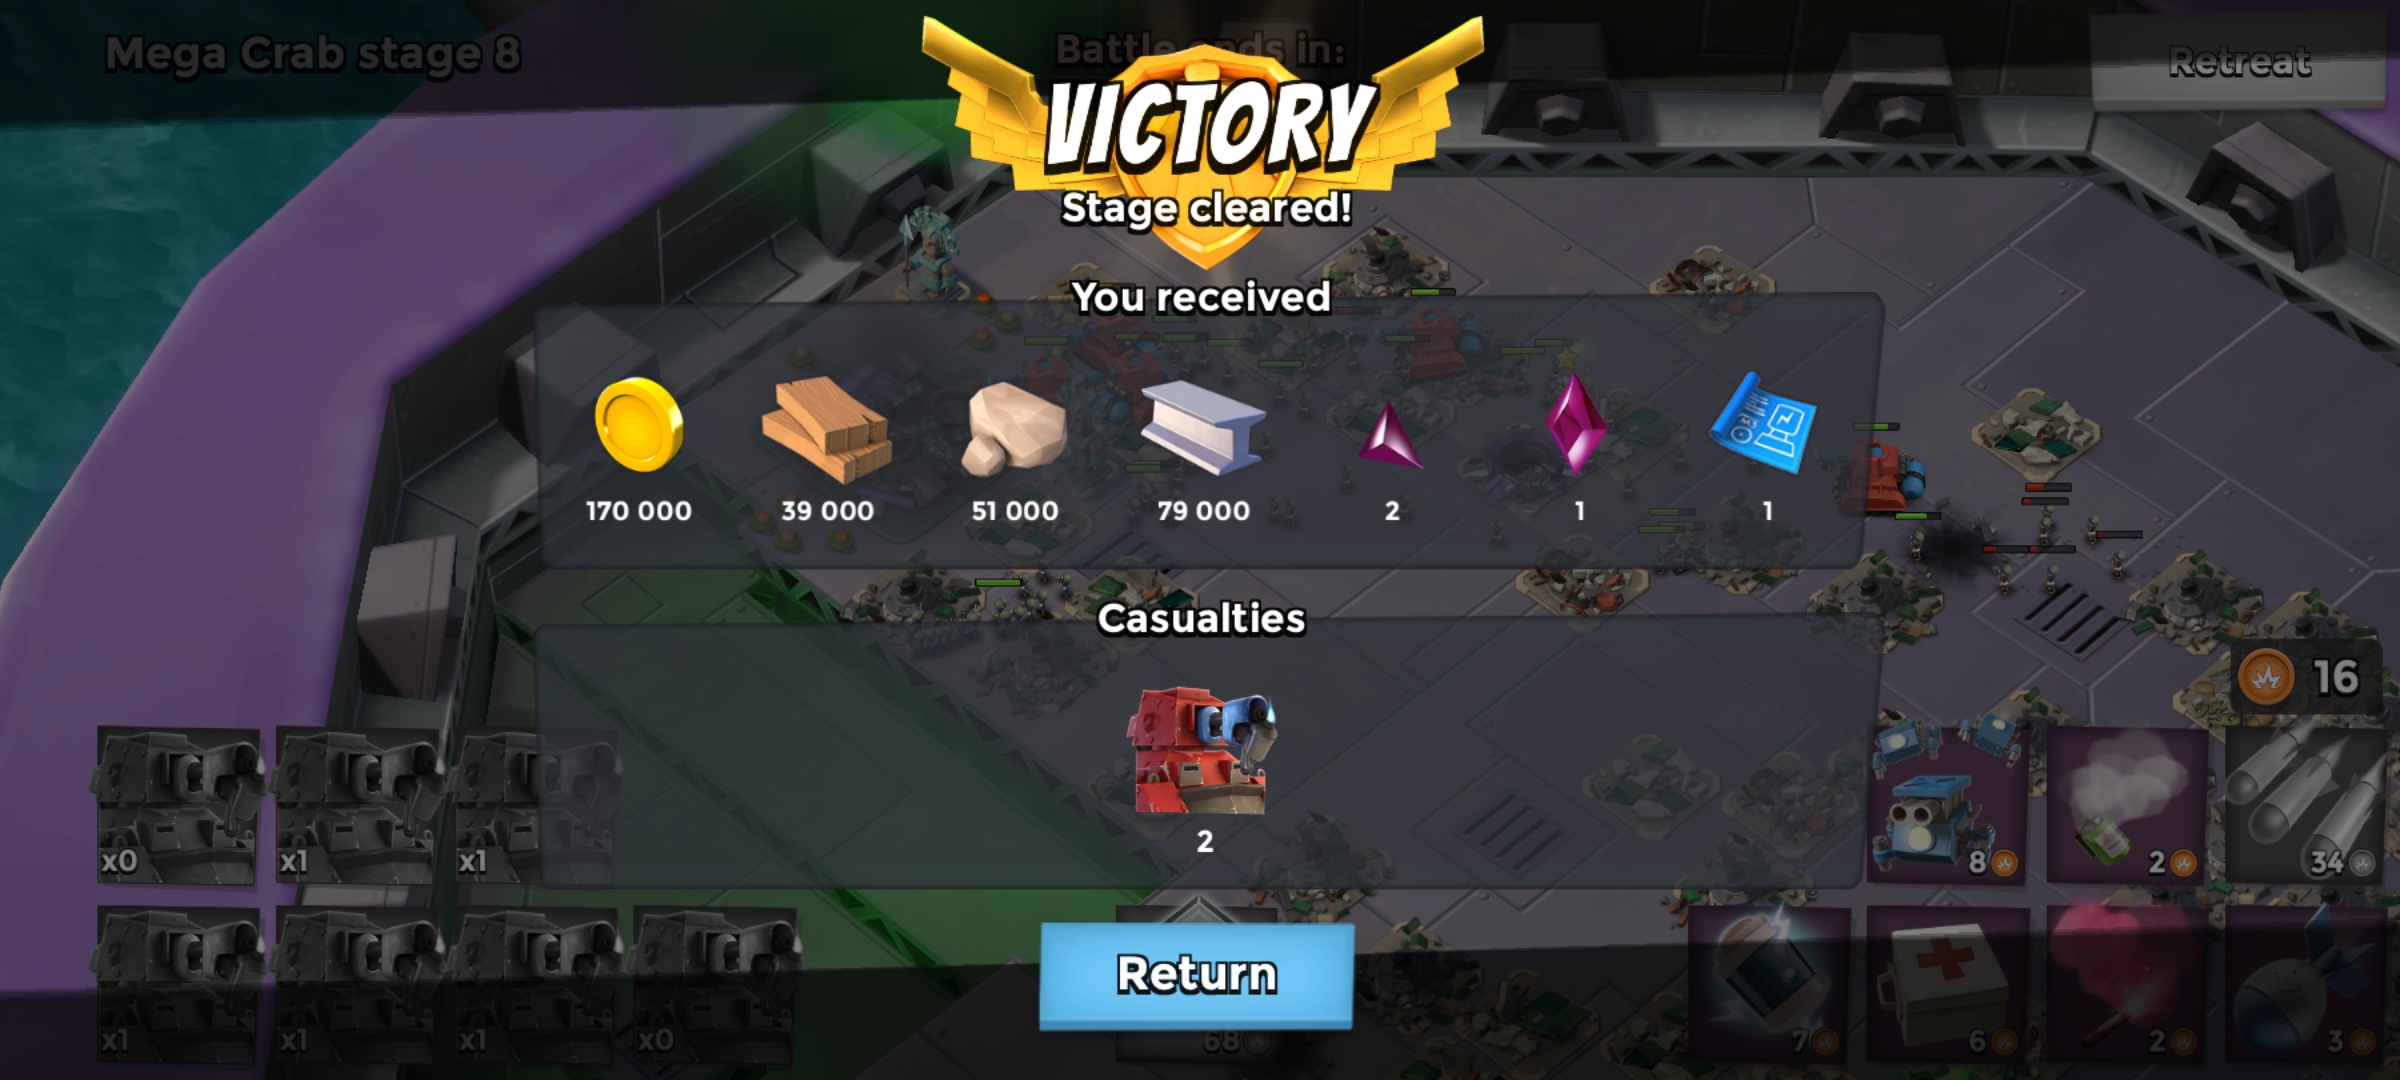 Mega Crab stage 8
Battle ends in:
Retreat
VICTORY
Stage cleared!
You received
170 000
39 000
51 000
79 000
2
1
1
Casualties
2
16
x0
x1
x1
8
2
34
Return
x1
x1
x1
x0
68
7
6
2
3